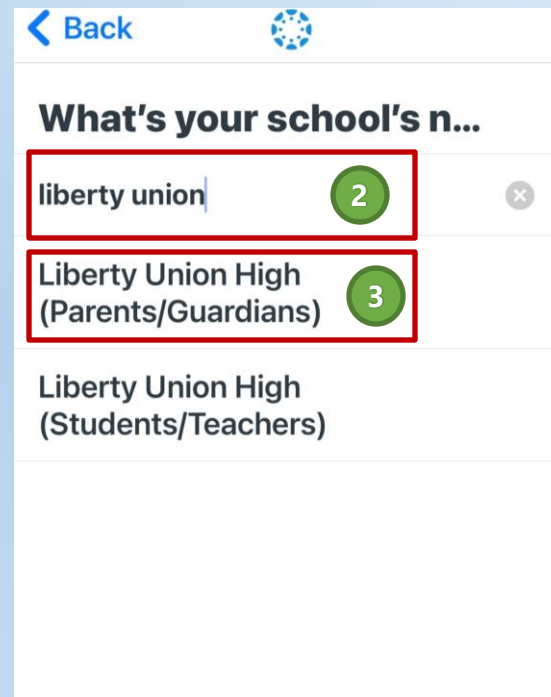 Back
What's your school's n...
liberty union
2
Liberty Union High
(Parents/Guardians)
3
Liberty Union High
(Students/Teachers)